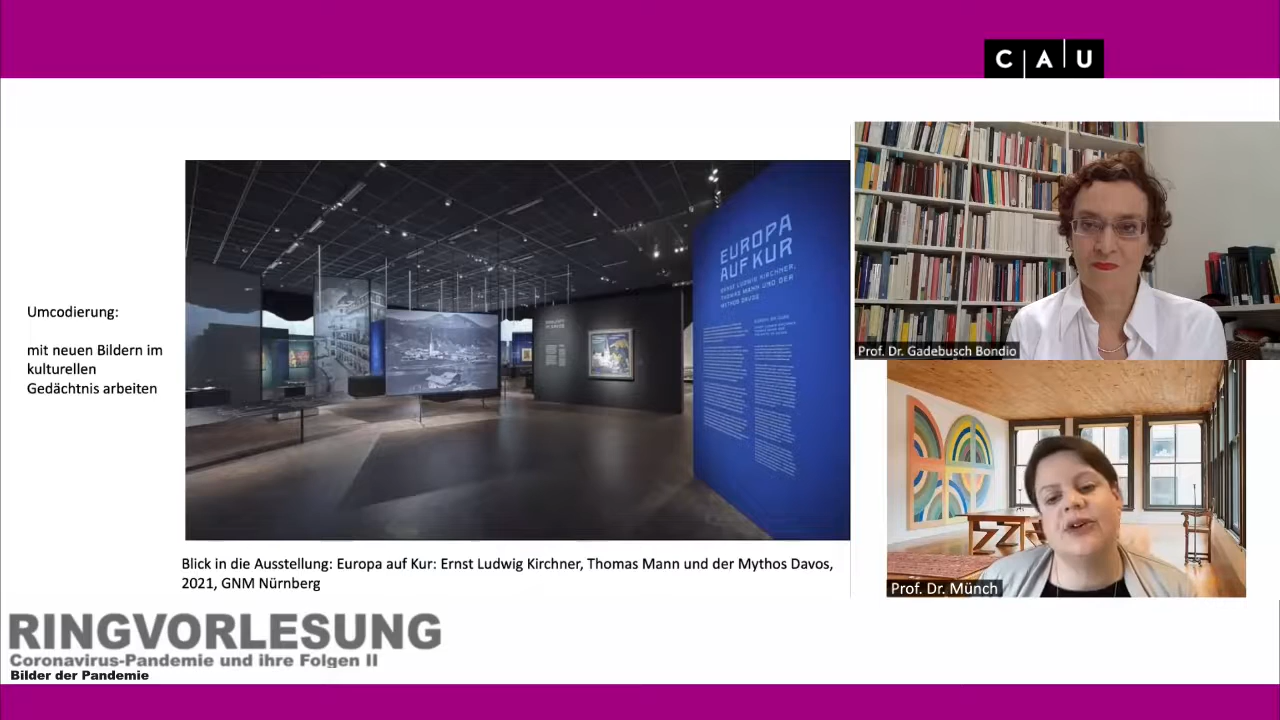 CAU
Umcodierung:
mit neuen Bildern im
kulturellen
Gedächtnis arbeiten
EUROPA
AUF KUR
ERNST LUDWIG KIRCHNER,
THOMAS MANN UND DER
MYTHOS DAVOS
Prof. Dr. Gadebusch Bondio
Prof. Dr. Münch
Blick in die Ausstellung: Europa auf Kur: Ernst Ludwig Kirchner, Thomas Mann und der Mythos Davos,
2021, GNM Nürnberg
RINGVORLESUNG
Coronavirus-Pandemie und ihre Folgen II
Bilder der Pandemie